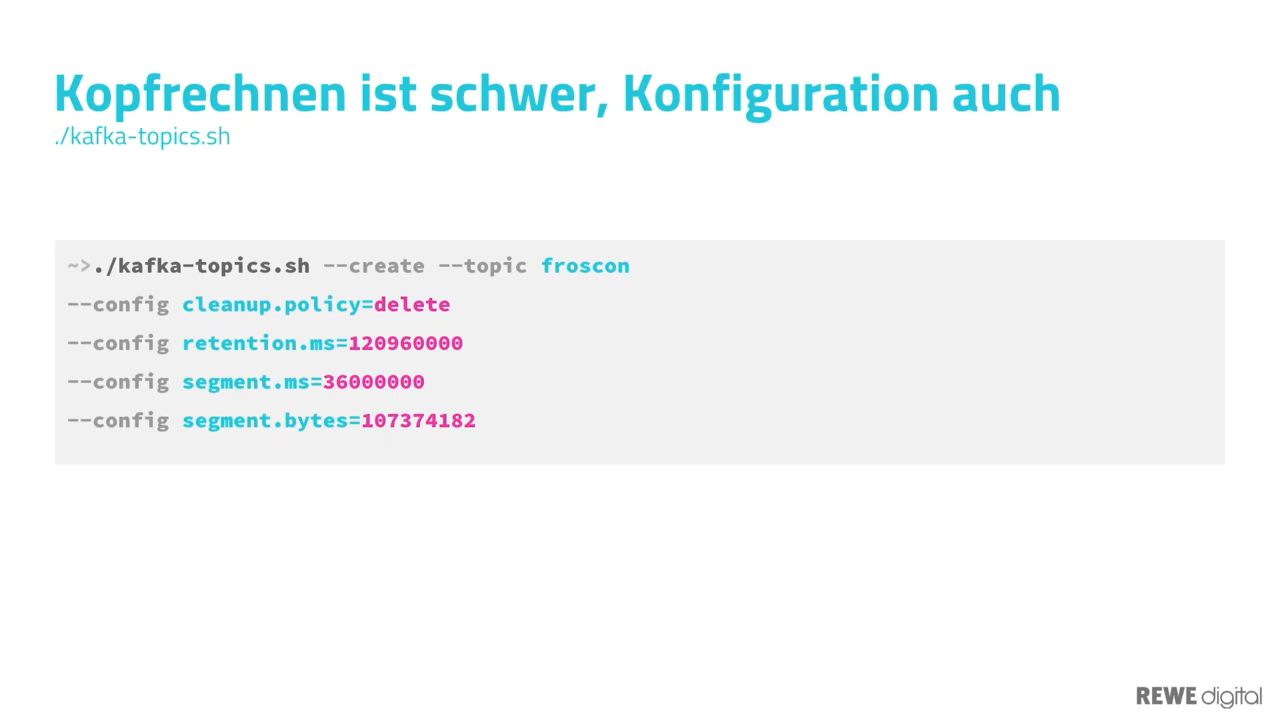 Kopfrechnen ist schwer, Konfiguration auch
./kafka-topics.sh
~>./kafka-topics.sh --create --topic froscon
--config cleanup.policy=delete
--config retention.ms=120960000
--config segment.ms=36000000
--config segment.bytes=107374182
REWE digital